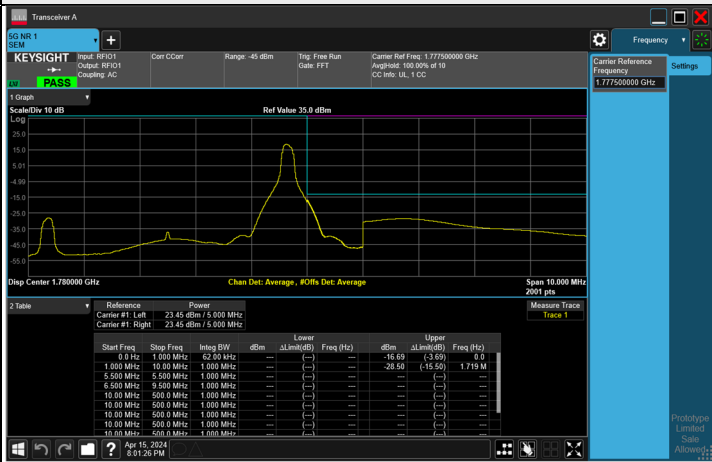 Transceiver A
5G NR 1
SEM
Frequency
KEYSIGHT
LV
PASS
Input: RFIO1
Output: RFIO1
Coupling: AC
Corr CCorr
Range: -45 dBm
Trig: Free Run
Gate: FFT
Carrier Ref Freq: 1.777500000 GHz
Avg|Hold: 100.00% of 10
CC Info: UL, 1 CC
Carrier Reference
Frequency
1.777500000 GHz
Settings
1 Graph
Scale/Div 10 dB
Ref Value 35.0 dBm
Log
25.0
15.0
5.01
-4.99
-15.0
-25.0
-35.0
-45.0
-55.0
Disp Center 1.780000 GHz
Chan Det: Average , #Offs Det: Average
Span 10.000 MHz
2001 pts
2 Table
Reference Power
Carrier #1: Left 23.45 dBm / 5.000 MHz
Carrier #1: Right 23.45 dBm / 5.000 MHz
Measure Trace
Trace 1
Lower Upper
Start Freq Stop Freq Integ BW dBm ΔLimit(dB) Freq (Hz) dBm ΔLimit(dB) Freq (Hz)
0.0 Hz 1.000 MHz 62.00 kHz --- (---) --- -16.69 (-3.69) 0.0
1.000 MHz 10.00 MHz 1.000 MHz --- (---) --- -28.50 (-15.50) 1.719 M
5.500 MHz 5.500 MHz 1.000 MHz --- (---) --- --- (---) ---
6.500 MHz 9.500 MHz 1.000 MHz --- (---) --- --- (---) ---
10.00 MHz 500.0 MHz 1.000 MHz --- (---) --- --- (---) ---
10.00 MHz 500.0 MHz 1.000 MHz --- (---) --- --- (---) ---
10.00 MHz 500.0 MHz 1.000 MHz --- (---) --- --- (---) ---
10.00 MHz 500.0 MHz 1.000 MHz --- (---) --- --- (---) ---
Prototype
Limited
Sale
Allowed
Apr 15, 2024
8:01:26 PM